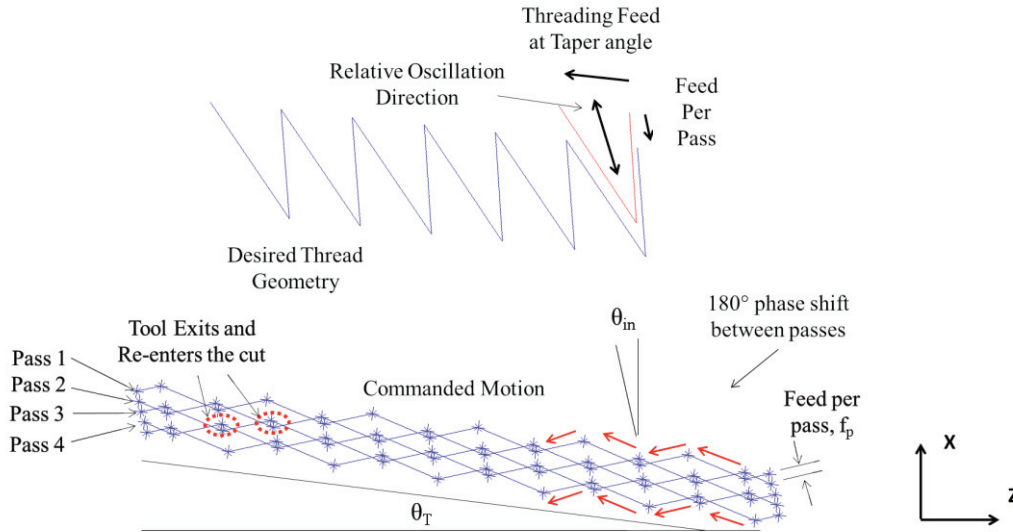 Threading Feed
at Taper angle
Relative Oscillation
Direction
Feed
Per
Pass
Desired Thread
Geometry
θin
180° phase shift
between passes
Tool Exits and
Re-enters the cut
Pass 1
Pass 2
Pass 3
Pass 4
Commanded Motion
Feed per
pass, fp
X
Z
θT